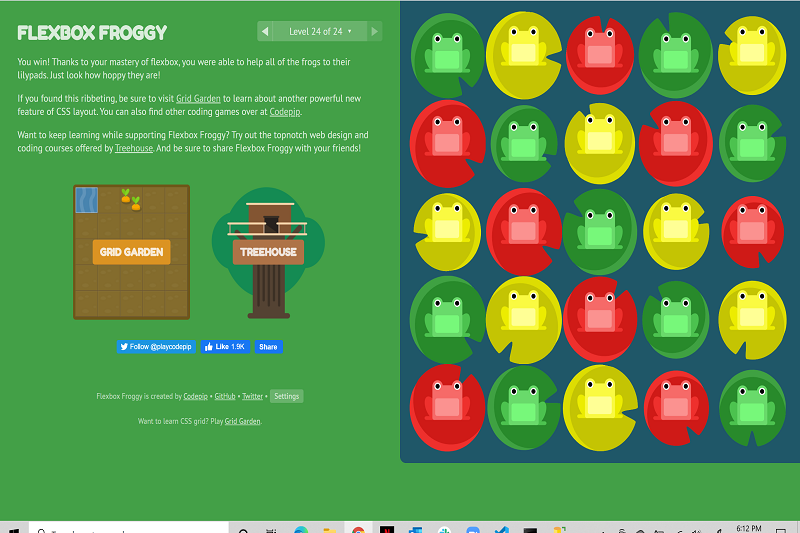 FLEXBOX FROGGY
Level 24 of 24
You win! Thanks to your mastery of flexbox, you were able to help all of the frogs to their
lilypads. Just look how hoppy they are!
If you found this ribbeting, be sure to visit Grid Garden to learn about another powerful new
feature of CSS layout. You can also find other coding games over at Codepip.
Want to keep learning while supporting Flexbox Froggy? Try out the topnotch web design and
coding courses offered by Treehouse. And be sure to share Flexbox Froggy with your friends!
GRID GARDEN
TREEHOUSE
Follow @playcodepip
Like 1.9K
Share
Flexbox Froggy is created by Codepip • GitHub • Twitter • Settings
Want to learn CSS grid? Play Grid Garden.
6:12 PM